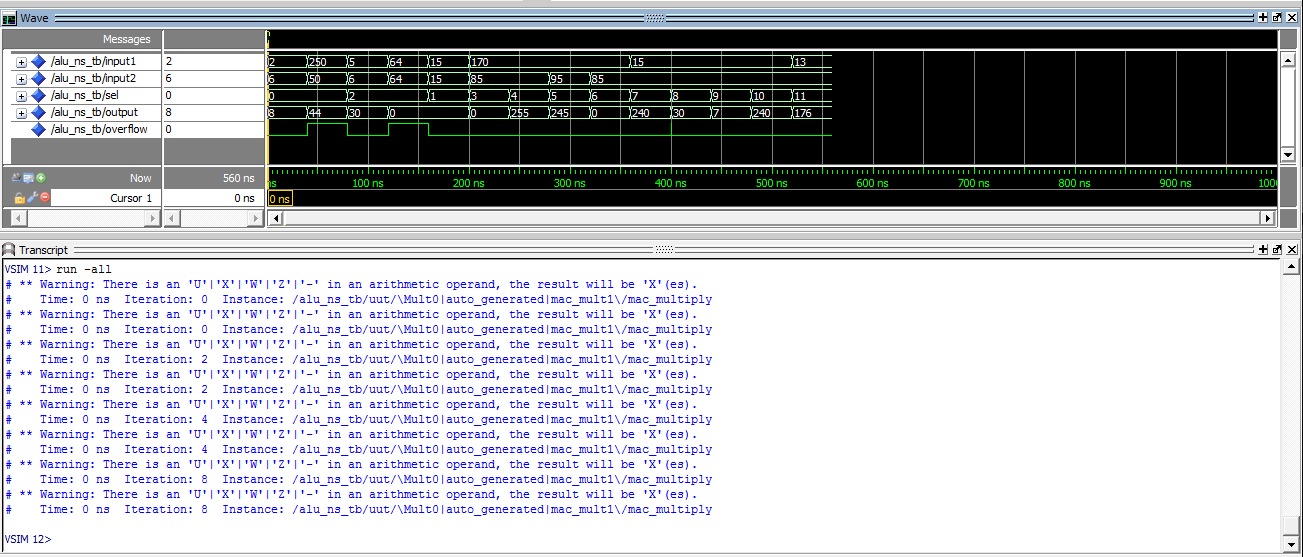 Wave
Messages
/alu_ns_tb/input1 2 2 250 5 64 15 170 15 13
/alu_ns_tb/input2 6 6 50 6 64 15 85 95 85
/alu_ns_tb/sel 0 0 2 1 3 4 5 6 7 8 9 10 11
/alu_ns_tb/output 8 8 44 30 0 0 255 245 0 240 30 7 240 176
/alu_ns_tb/overflow 0
Now 560 ns ns 100 ns 200 ns 300 ns 400 ns 500 ns 600 ns 700 ns 800 ns 900 ns 1000
Cursor 1 0 ns 0 ns
Transcript
VSIM 11> run -all
# ** Warning: There is an 'U'|'X'|'W'|'Z'|'-' in an arithmetic operand, the result will be 'X'(es).
#    Time: 0 ns  Iteration: 0  Instance: /alu_ns_tb/uut/\Mult0|auto_generated|mac_mult1\/mac_multiply
# ** Warning: There is an 'U'|'X'|'W'|'Z'|'-' in an arithmetic operand, the result will be 'X'(es).
#    Time: 0 ns  Iteration: 0  Instance: /alu_ns_tb/uut/\Mult0|auto_generated|mac_mult1\/mac_multiply
# ** Warning: There is an 'U'|'X'|'W'|'Z'|'-' in an arithmetic operand, the result will be 'X'(es).
#    Time: 0 ns  Iteration: 2  Instance: /alu_ns_tb/uut/\Mult0|auto_generated|mac_mult1\/mac_multiply
# ** Warning: There is an 'U'|'X'|'W'|'Z'|'-' in an arithmetic operand, the result will be 'X'(es).
#    Time: 0 ns  Iteration: 2  Instance: /alu_ns_tb/uut/\Mult0|auto_generated|mac_mult1\/mac_multiply
# ** Warning: There is an 'U'|'X'|'W'|'Z'|'-' in an arithmetic operand, the result will be 'X'(es).
#    Time: 0 ns  Iteration: 4  Instance: /alu_ns_tb/uut/\Mult0|auto_generated|mac_mult1\/mac_multiply
# ** Warning: There is an 'U'|'X'|'W'|'Z'|'-' in an arithmetic operand, the result will be 'X'(es).
#    Time: 0 ns  Iteration: 4  Instance: /alu_ns_tb/uut/\Mult0|auto_generated|mac_mult1\/mac_multiply
# ** Warning: There is an 'U'|'X'|'W'|'Z'|'-' in an arithmetic operand, the result will be 'X'(es).
#    Time: 0 ns  Iteration: 8  Instance: /alu_ns_tb/uut/\Mult0|auto_generated|mac_mult1\/mac_multiply
# ** Warning: There is an 'U'|'X'|'W'|'Z'|'-' in an arithmetic operand, the result will be 'X'(es).
#    Time: 0 ns  Iteration: 8  Instance: /alu_ns_tb/uut/\Mult0|auto_generated|mac_mult1\/mac_multiply
VSIM 12>